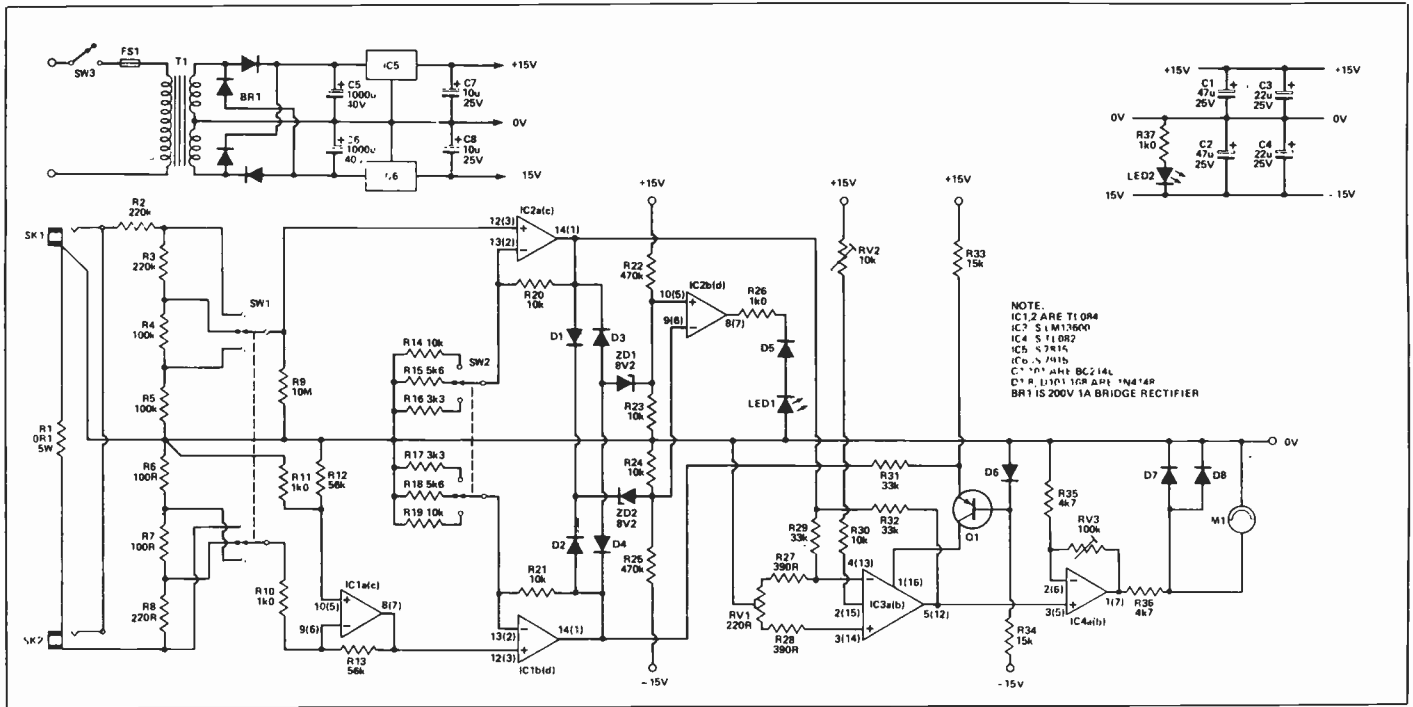 SW3
FS1
T1
BR1
C5
1000u
40V
IC5
C7
10u
25V
+15V
0V
C6
1000u
C8
10u
25V
15V
+15V
C1
47u
25V
C3
22u
25V
+15V
0V
0V
R37
1k0
LED2
C2
47u
25V
C4
22u
25V
15V
-15V
SK1
R2
220k
R3
220k
R4
100k
R5
100k
SW1
R9
10M
R1
0R1
5W
R6
100R
R7
100R
R8
220R
SK2
R11
1k0
R12
56k
R10
1k0
IC1a(c)
10(5)
9(6)
8(7)
R13
56k
R14 10k
R15 5k6
R16 3k3
SW2
R17 3k3
R18 5k6
R19 10k
IC2a(c)
12(3)
13(2)
14(1)
R20
10k
D1
D3
ZD1
8V2
D2
D4
ZD2
8V2
R21
10k
13(2)
12(3)
14(1)
IC1b(d)
+15V
R22
470k
R23
10k
R24
10k
R25
470k
-15V
IC2b(d)
10(5)
9(6)
8(7)
R26
1k0
D5
LED1
+15V
RV2
10k
+15V
R33
15k
R31
33k
R32
33k
R29
33k
R30
10k
R27
390R
RV1
220R
R28
390R
4(13)
2(15)
3(14)
1(16)
5(12)
IC3a(b)
Q1
D6
R34
15k
-15V
R35
4k7
RV3
100k
2(6)
3(5)
1(7)
IC4a(b)
R36
4k7
D7
D8
M1
0V
NOTE.
IC1,2 ARE TL084
LM13600
TL082
7815
7915
ARE BC214L
ARE 1N4148
BR1 IS 200V 1A BRIDGE RECTIFIER